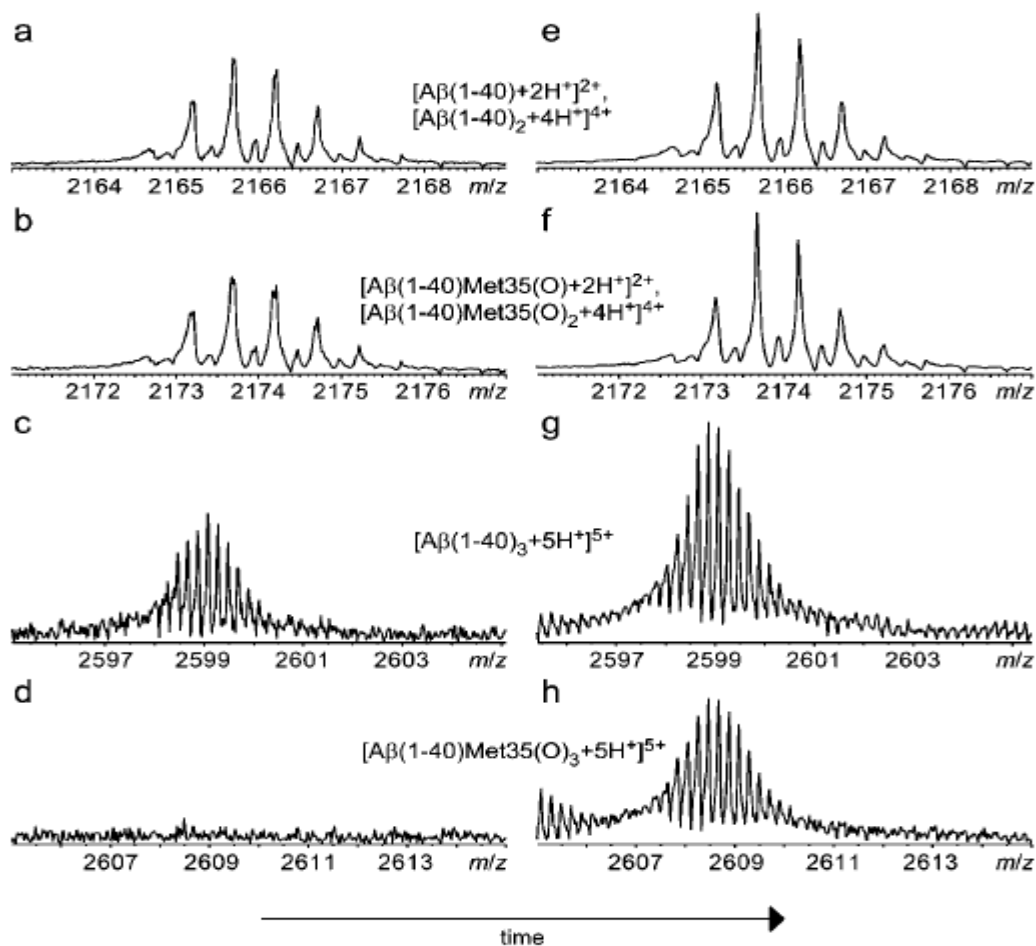 a
e
[Aβ(1-40)+2H⁺]²⁺,
[Aβ(1-40)₂+4H⁺]⁴⁺
2164 2165 2166 2167 2168 m/z
2164 2165 2166 2167 2168 m/z
b
f
[Aβ(1-40)Met35(O)+2H⁺]²⁺,
[Aβ(1-40)Met35(O)₂+4H⁺]⁴⁺
2172 2173 2174 2175 2176 m/z
2172 2173 2174 2175 2176 m/z
c
g
[Aβ(1-40)₃+5H⁺]⁵⁺
2597 2599 2601 2603 m/z
2597 2599 2601 2603 m/z
d
h
[Aβ(1-40)Met35(O)₃+5H⁺]⁵⁺
2607 2609 2611 2613 m/z
2607 2609 2611 2613 m/z
time